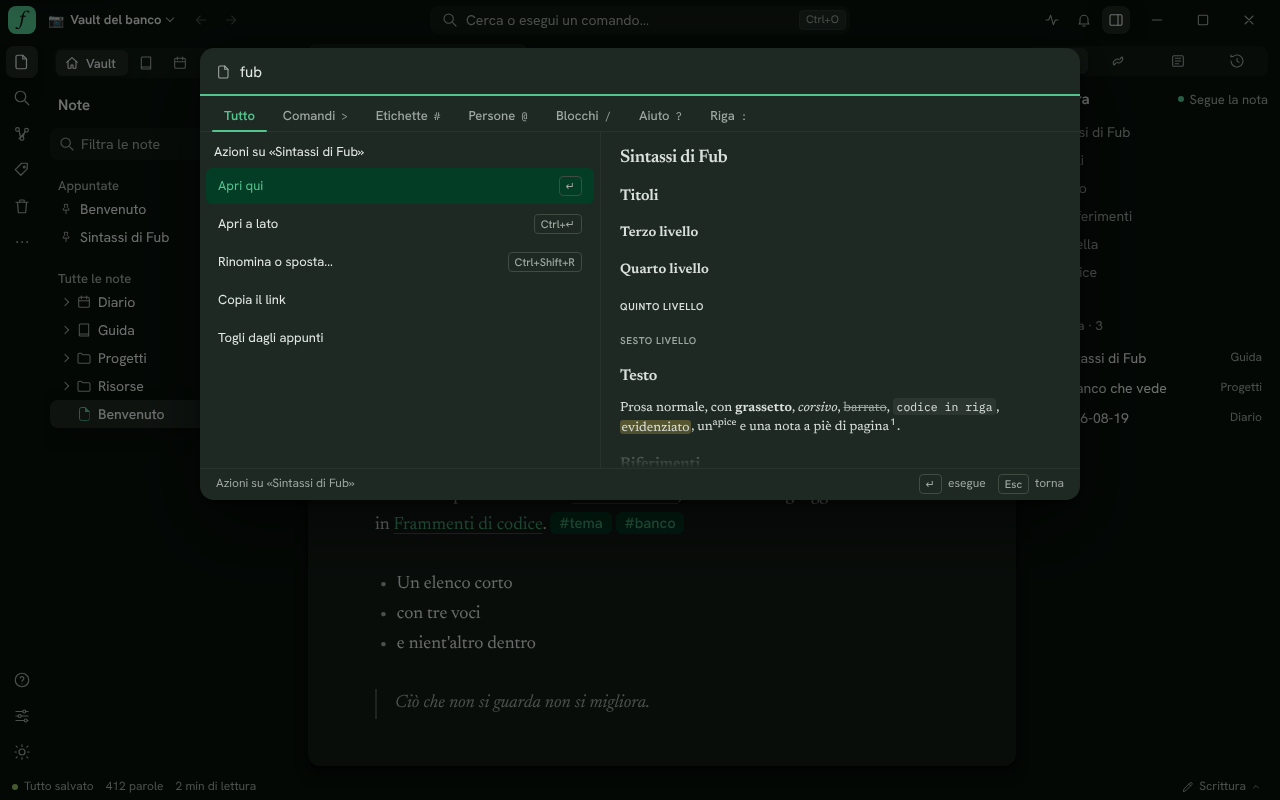 f Vault del banco
Cerca o esegui un comando... Ctrl+O
Vault
fub
Tutto Comandi > Etichette # Persone @ Blocchi / Aiuto ? Riga :
Note
Filtra le note
Appuntate
Benvenuto
Sintassi di Fub
Tutte le note
Diario
Guida
Progetti
Risorse
Benvenuto
Azioni su «Sintassi di Fub»
Apri qui ↵
Apri a lato Ctrl+↵
Rinomina o sposta... Ctrl+Shift+R
Copia il link
Togli dagli appunti
Sintassi di Fub
Titoli
Terzo livello
Quarto livello
QUINTO LIVELLO
SESTO LIVELLO
Testo
Prosa normale, con grassetto, corsivo, barrato, codice in riga,
evidenziato, un apice e una nota a piè di pagina 1.
Riferimenti
Azioni su «Sintassi di Fub» ↵ esegue Esc torna
Segue la nota
si di Fub
ferimenti
ella
ice
a · 3
assi di Fub Guida
anco che vede Progetti
6-08-19 Diario
in Frammenti di codice. #tema #banco
• Un elenco corto
• con tre voci
• e nient'altro dentro
Ciò che non si guarda non si migliora.
Tutto salvato 412 parole 2 min di lettura
Scrittura